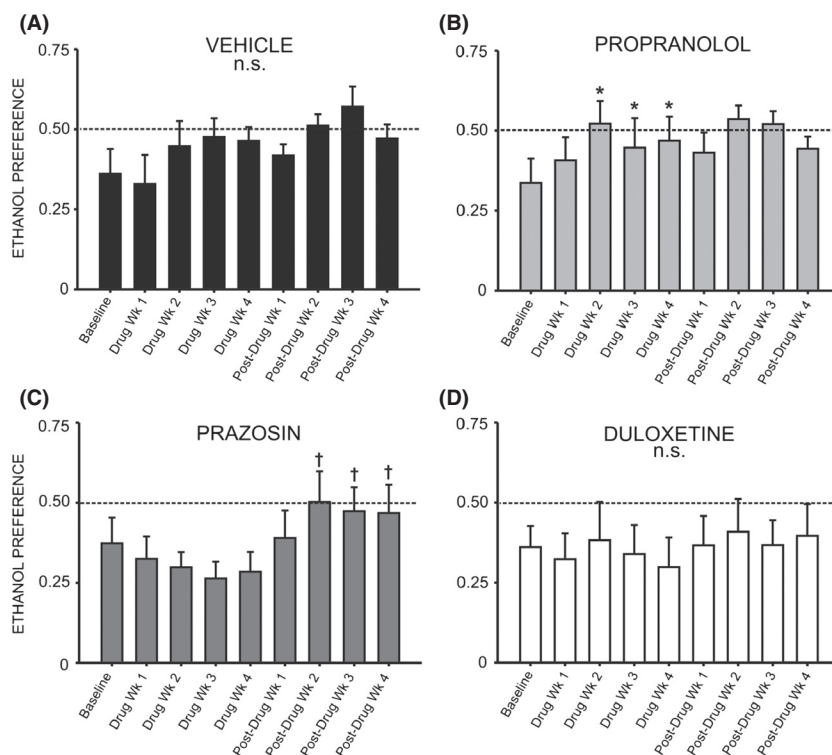 (A)
VEHICLE
n.s.
ETHANOL PREFERENCE
0.75
0.50
0.25
0
Baseline
Drug Wk 1
Drug Wk 2
Drug Wk 3
Drug Wk 4
Post-Drug Wk 1
Post-Drug Wk 2
Post-Drug Wk 3
Post-Drug Wk 4
(B)
PROPRANOLOL
0.75
0.50
0.25
0
* * *
Baseline
Drug Wk 1
Drug Wk 2
Drug Wk 3
Drug Wk 4
Post-Drug Wk 1
Post-Drug Wk 2
Post-Drug Wk 3
Post-Drug Wk 4
(C)
PRAZOSIN
ETHANOL PREFERENCE
0.75
0.50
0.25
0
† † †
Baseline
Drug Wk 1
Drug Wk 2
Drug Wk 3
Drug Wk 4
Post-Drug Wk 1
Post-Drug Wk 2
Post-Drug Wk 3
Post-Drug Wk 4
(D)
DULOXETINE
n.s.
0.75
0.50
0.25
0
Baseline
Drug Wk 1
Drug Wk 2
Drug Wk 3
Drug Wk 4
Post-Drug Wk 1
Post-Drug Wk 2
Post-Drug Wk 3
Post-Drug Wk 4